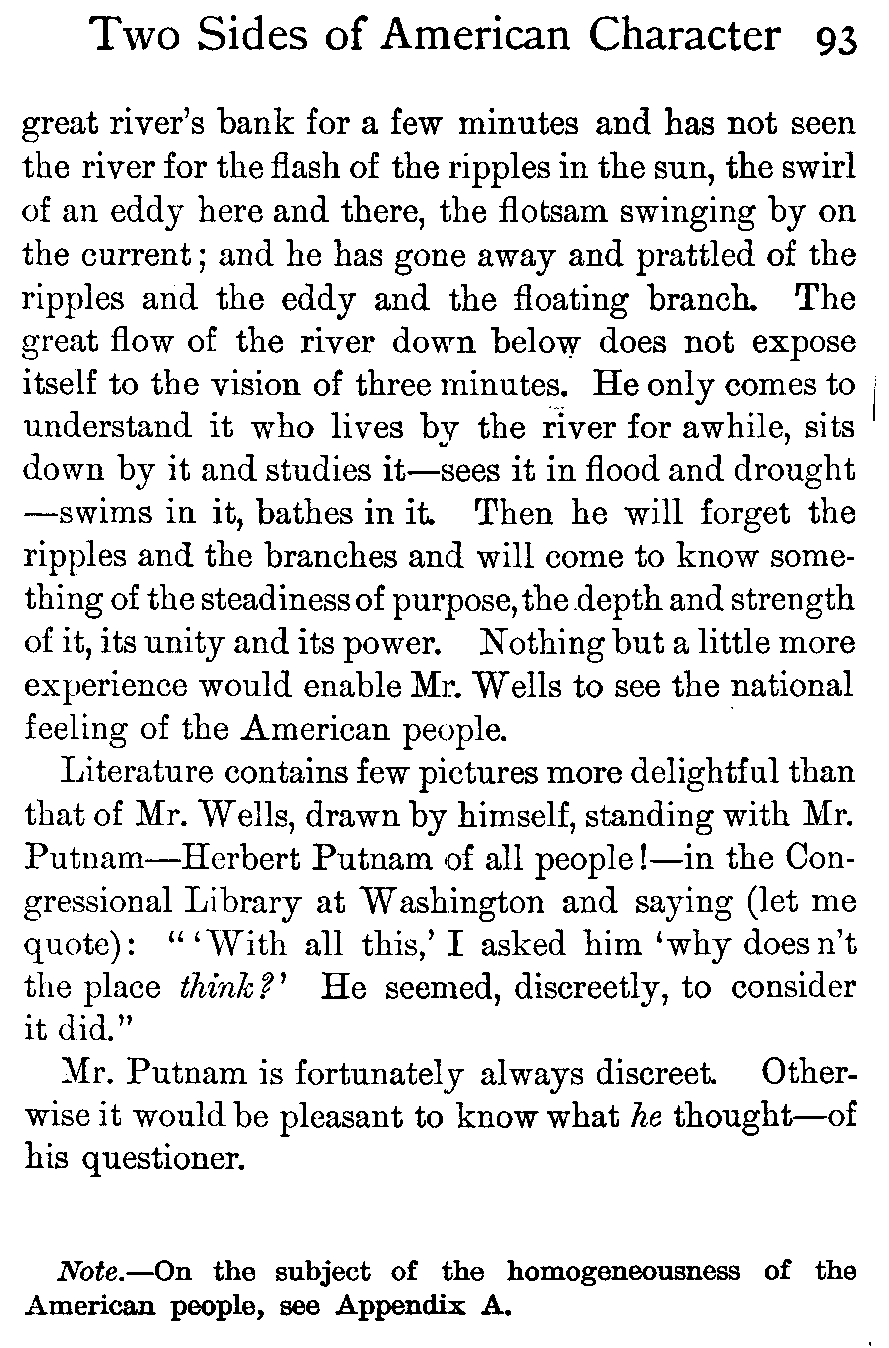 Two Sides of American Character 93
great river's bank for a few minutes and has not seen
the river for the flash of the ripples in the sun, the swirl
of an eddy here and there, the flotsam swinging by on
the current; and he has gone away and prattled of the
ripples and the eddy and the floating branch. The
great flow of the river down below does not expose
itself to the vision of three minutes. He only comes to
understand it who lives by the river for awhile, sits
down by it and studies it—sees it in flood and drought
—swims in it, bathes in it. Then he will forget the
ripples and the branches and will come to know some-
thing of the steadiness of purpose, the depth and strength
of it, its unity and its power. Nothing but a little more
experience would enable Mr. Wells to see the national
feeling of the American people.
Literature contains few pictures more delightful than
that of Mr. Wells, drawn by himself, standing with Mr.
Putnam—Herbert Putnam of all people!—in the Con-
gressional Library at Washington and saying (let me
quote): "'With all this,' I asked him 'why does n't
the place think?' He seemed, discreetly, to consider
it did."
Mr. Putnam is fortunately always discreet. Other-
wise it would be pleasant to know what he thought—of
his questioner.
Note.—On the subject of the homogeneousness of the
American people, see Appendix A.